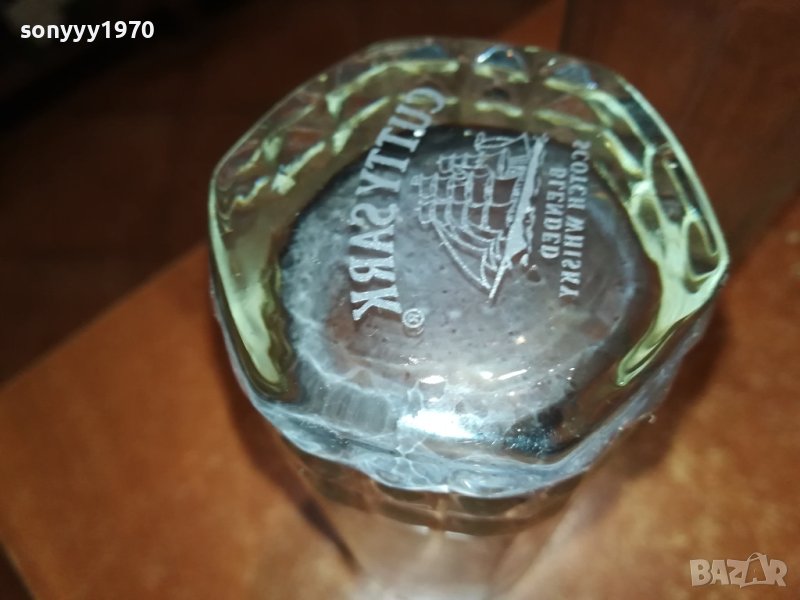 sonyyy1970
CUTTY SARK®
SCOTCH WHISKY
BLENDED
BAZAR